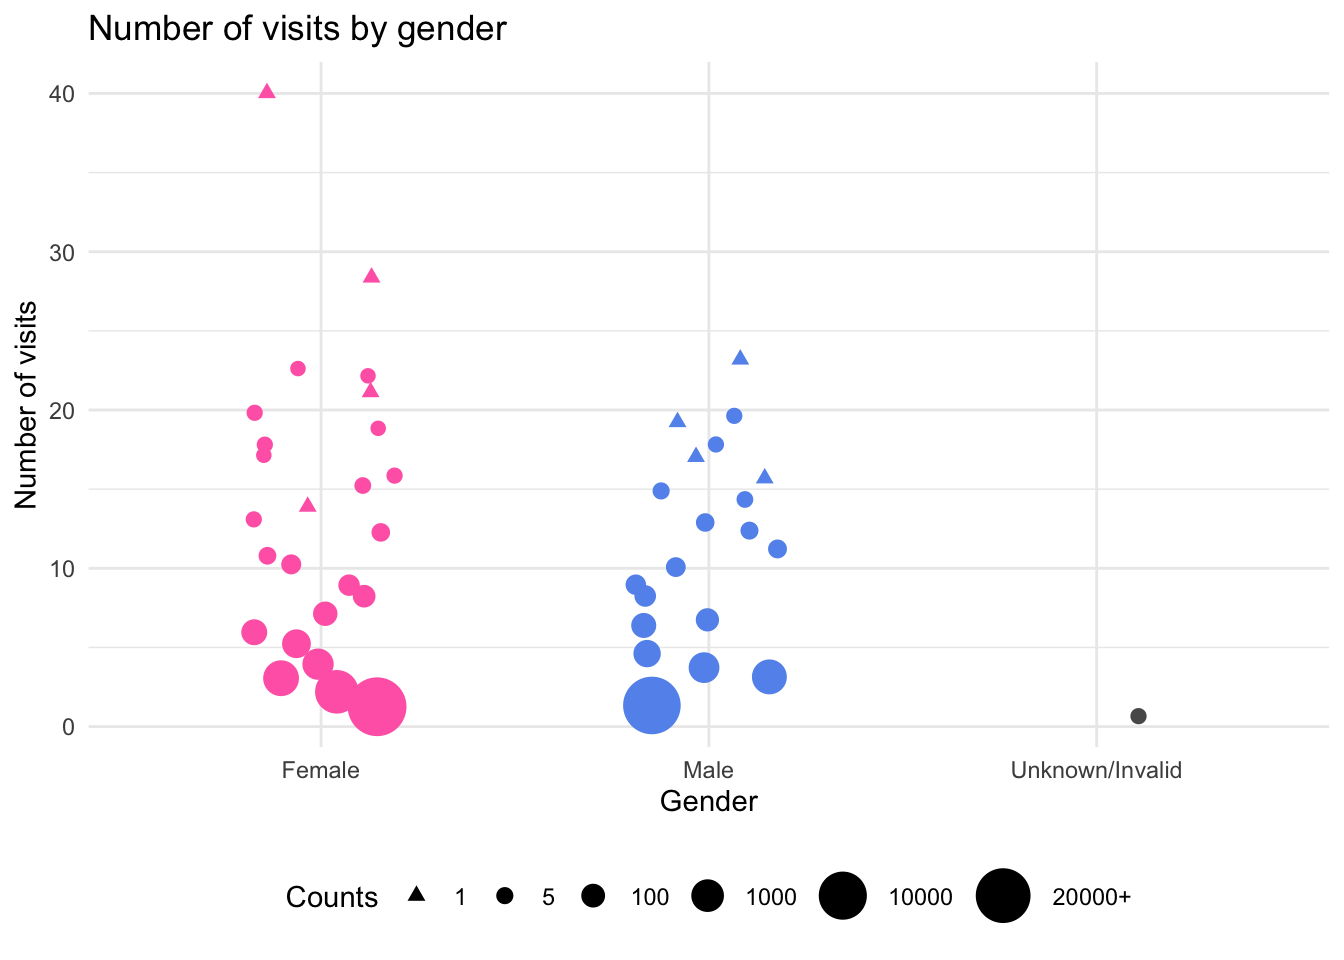 Number of visits by gender
Number of visits
40
30
20
10
0
Female Male Unknown/Invalid
Gender
Counts 1 5 100 1000 10000 20000+